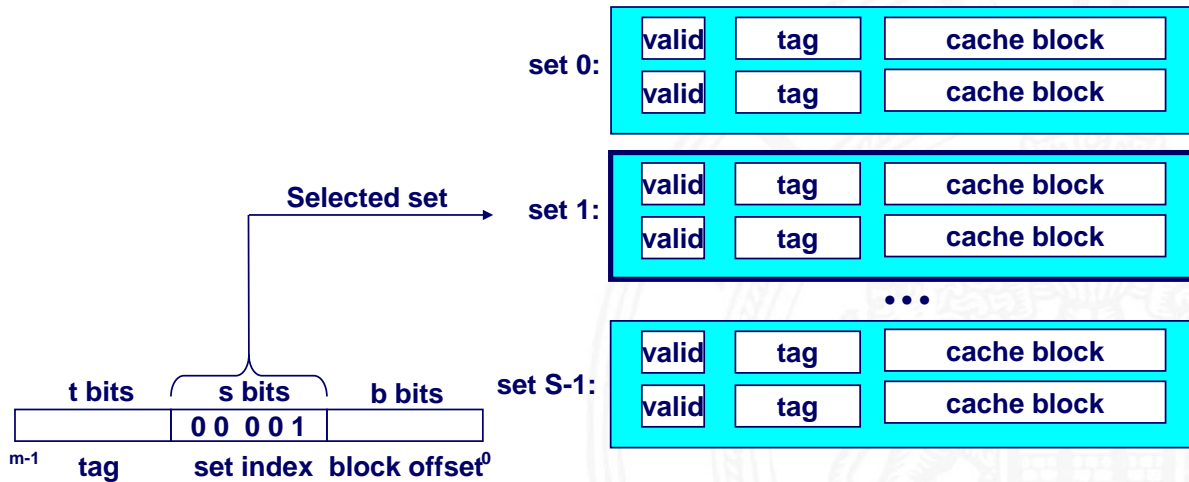 set 0:
valid tag cache block
valid tag cache block
Selected set
set 1:
valid tag cache block
valid tag cache block
•••
set S-1:
valid tag cache block
valid tag cache block
t bits s bits b bits
0 0 0 0 1
m-1 tag set index block offset 0